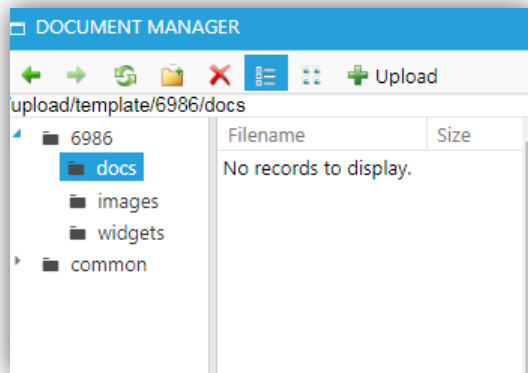 DOCUMENT MANAGER
Upload
/upload/template/6986/docs
6986
docs
images
widgets
common
Filename Size
No records to display.